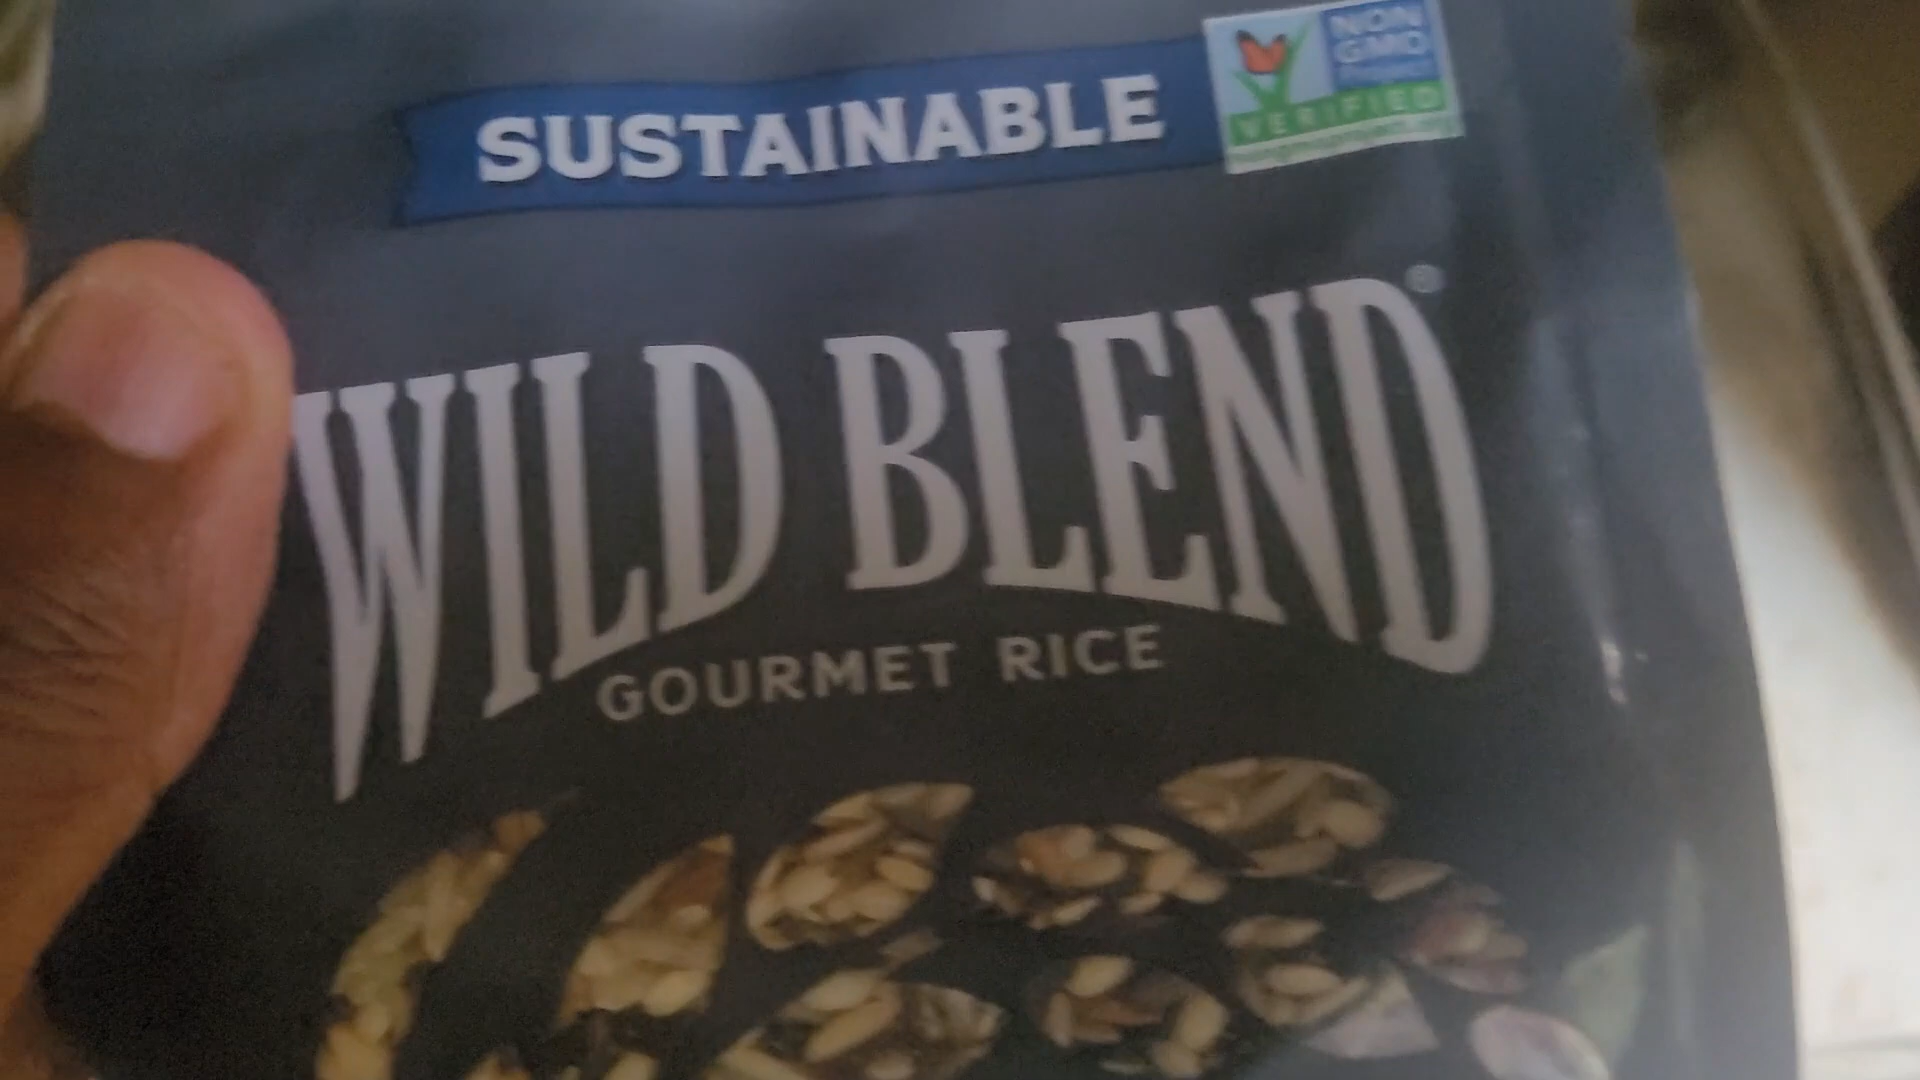 SUSTAINABLE
NON
GMO
VERIFIED
WILD BLEND®
GOURMET RICE